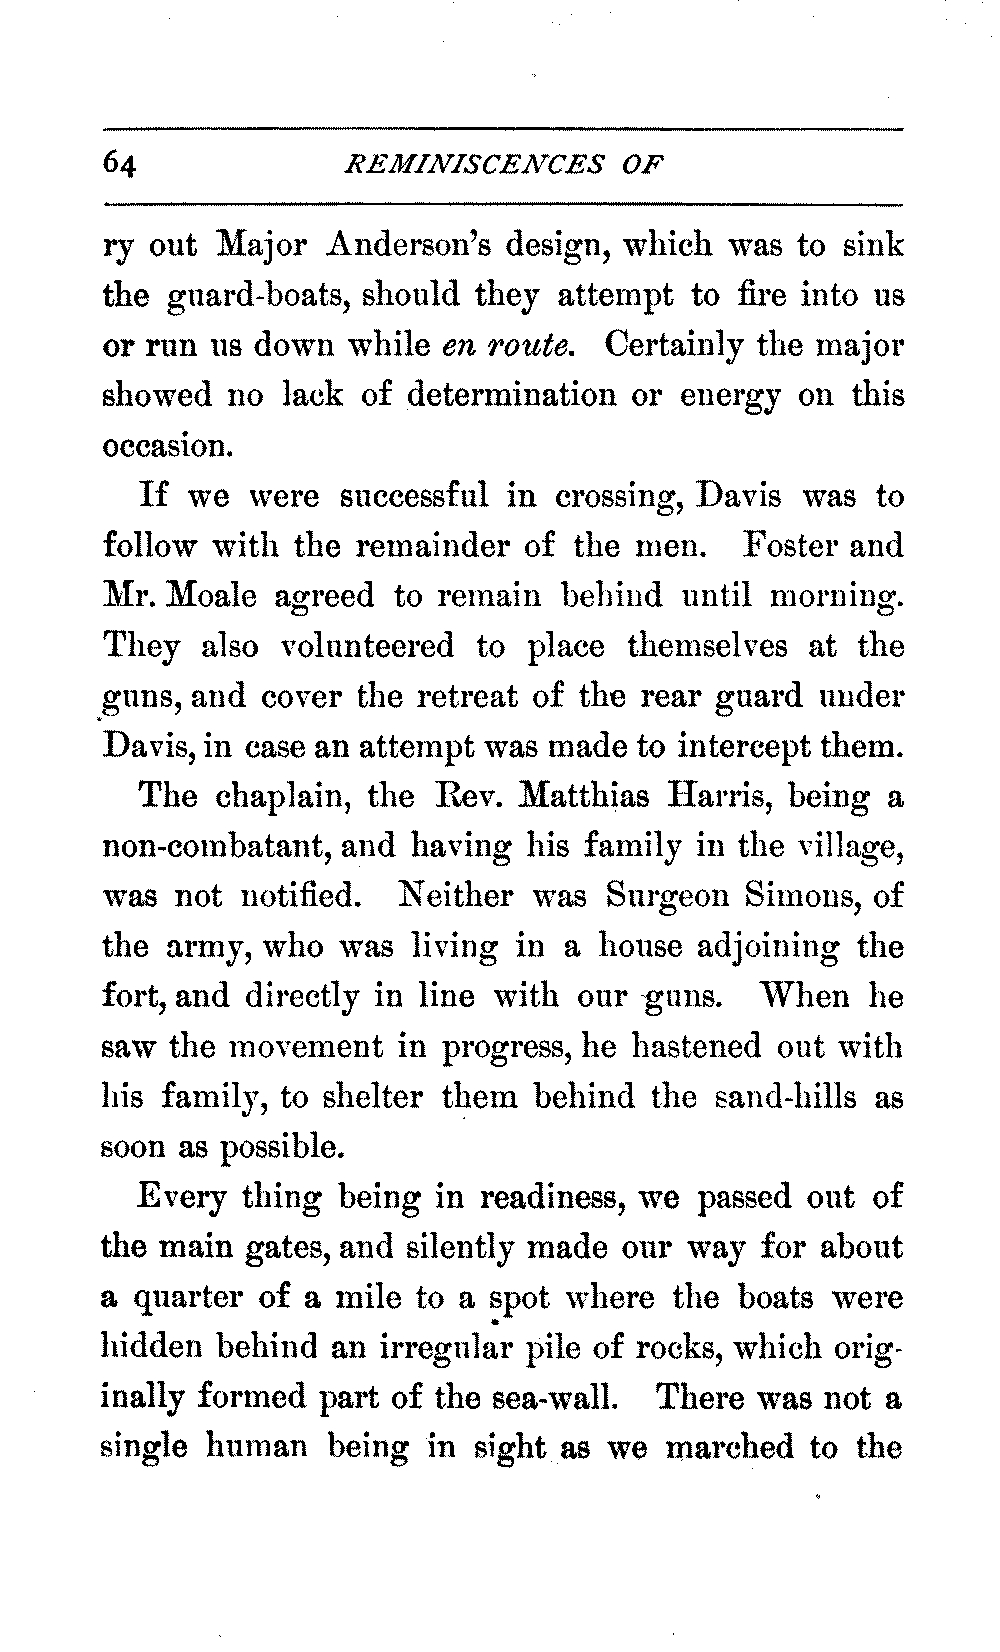 64 REMINISCENCES OF
ry out Major Anderson's design, which was to sink
the guard-boats, should they attempt to fire into us
or run us down while en route. Certainly the major
showed no lack of determination or energy on this
occasion.
If we were successful in crossing, Davis was to
follow with the remainder of the men. Foster and
Mr. Moale agreed to remain behind until morning.
They also volunteered to place themselves at the
guns, and cover the retreat of the rear guard under
Davis, in case an attempt was made to intercept them.
The chaplain, the Rev. Matthias Harris, being a
non-combatant, and having his family in the village,
was not notified. Neither was Surgeon Simons, of
the army, who was living in a house adjoining the
fort, and directly in line with our guns. When he
saw the movement in progress, he hastened out with
his family, to shelter them behind the sand-hills as
soon as possible.
Every thing being in readiness, we passed out of
the main gates, and silently made our way for about
a quarter of a mile to a spot where the boats were
hidden behind an irregular pile of rocks, which orig-
inally formed part of the sea-wall. There was not a
single human being in sight as we marched to the